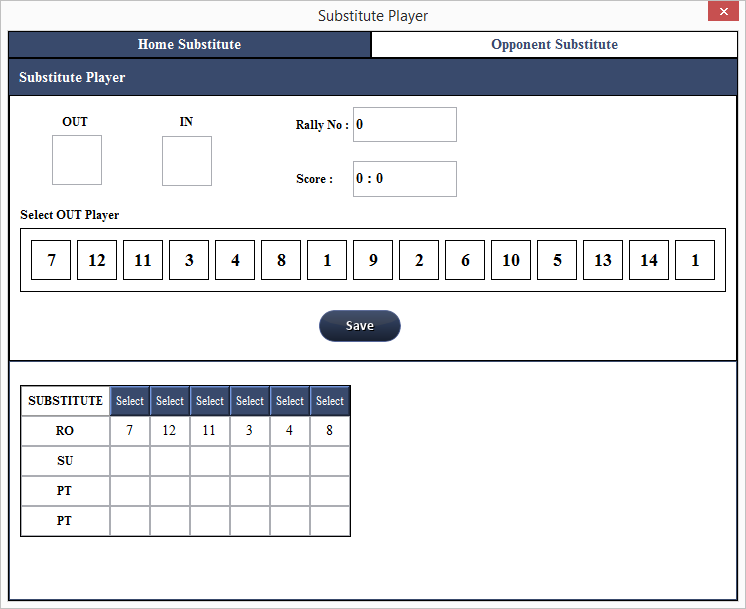 Substitute Player
Home Substitute Opponent Substitute
Substitute Player
OUT IN Rally No : 0
Score : 0 : 0
Select OUT Player
7 12 11 3 4 8 1 9 2 6 10 5 13 14 1
Save
SUBSTITUTE Select Select Select Select Select Select
RO 7 12 11 3 4 8
SU
PT
PT